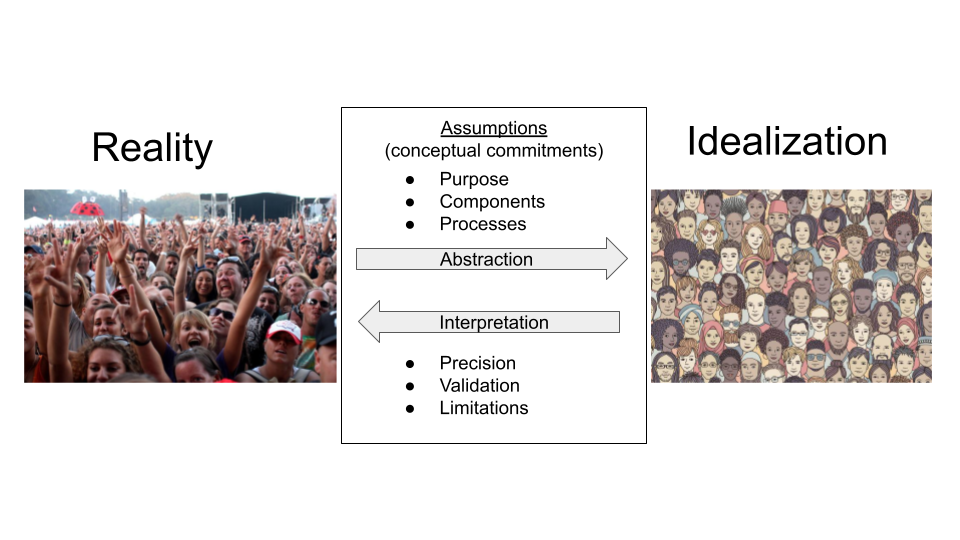 Reality
Assumptions
(conceptual commitments)
● Purpose
● Components
● Processes
Abstraction
Interpretation
● Precision
● Validation
● Limitations
Idealization